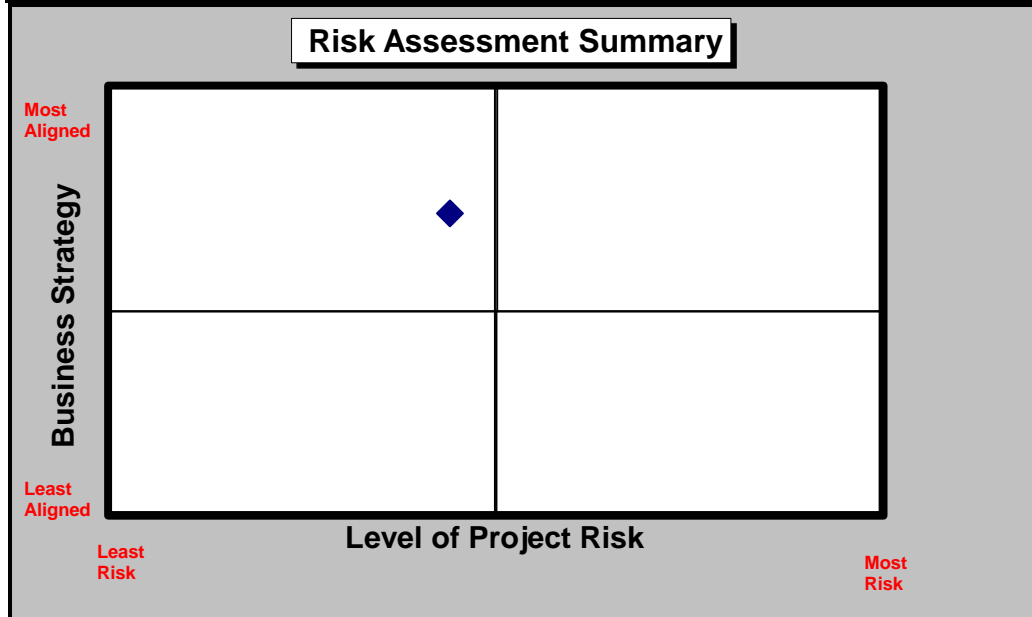 Risk Assessment Summary
Most
Aligned
Business Strategy
Least
Aligned
Level of Project Risk
Least
Risk
Most
Risk